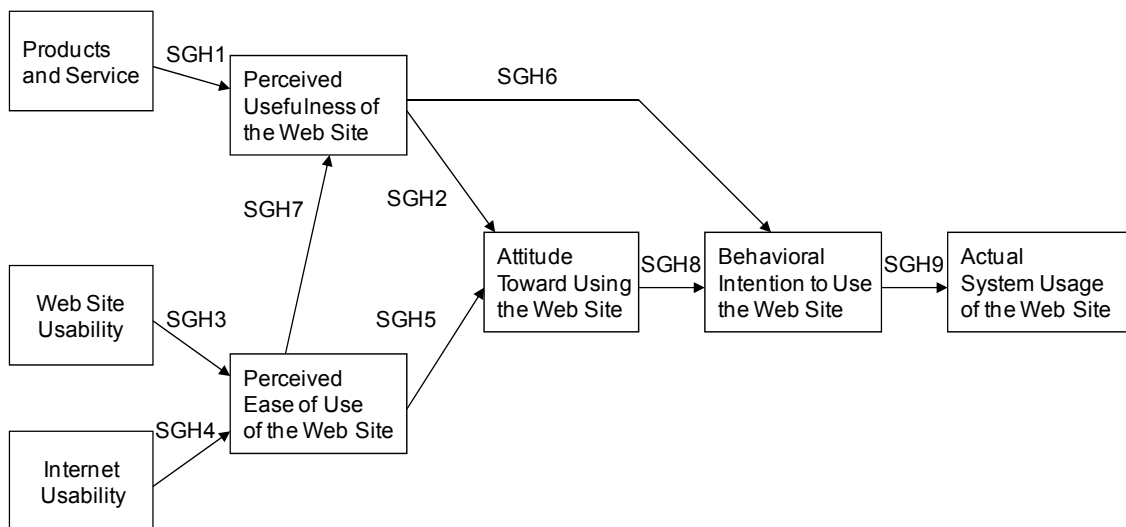 Products
and Service
SGH1
Perceived
Usefulness of
the Web Site
SGH6
SGH7
SGH2
Web Site
Usability
SGH3
Perceived
Ease of Use
of the Web Site
SGH5
SGH4
Internet
Usability
Attitude
Toward Using
the Web Site
SGH8
Behavioral
Intention to Use
the Web Site
SGH9
Actual
System Usage
of the Web Site